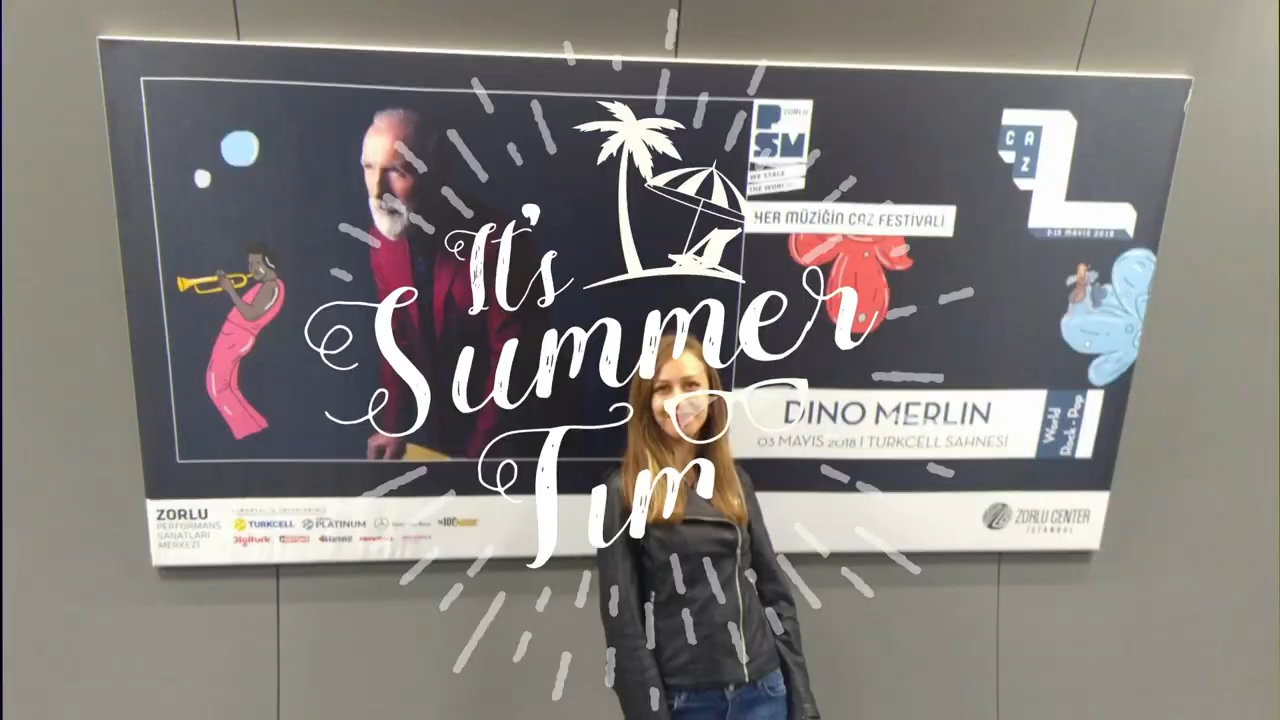 It's
Summer
Tim
ZORLU
PSM
WE STAGE
THE WORLD
HER MÜZİĞİN CAZ FESTİVALİ
CAZ
2-13 MAYIS 2018
DINO MERLIN
03 MAYIS 2018 | TURKCELL SAHNESİ
World
Rock - Pop
ZORLU
PERFORMANS
SANATLARI
MERKEZİ
TURKCELL PLATINUM
Digiturk
ZORLU CENTER
İSTANBUL